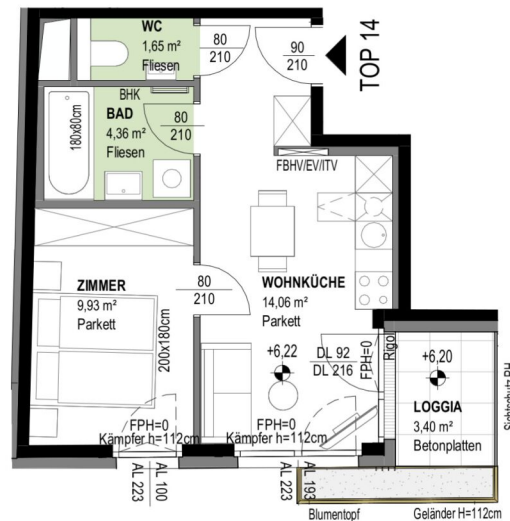 WC
1,65 m²
Fliesen
80
210
90
210
TOP 14
BHK
BAD
4,36 m²
Fliesen
180x80cm
80
210
FBHV/EV/ITV
ZIMMER
9,93 m²
Parkett
80
210
200x180cm
WOHNKÜCHE
14,06 m²
Parkett
+6,22
DL 92
DL 216
FPH=0
Rigol
+6,20
LOGGIA
3,40 m²
Betonplatten
FPH=0
Kämpfer h=112cm
FPH=0
Kämpfer h=112cm
AL 100
AL 223
AL 193
AL 223
Blumentopf
Geländer H=112cm